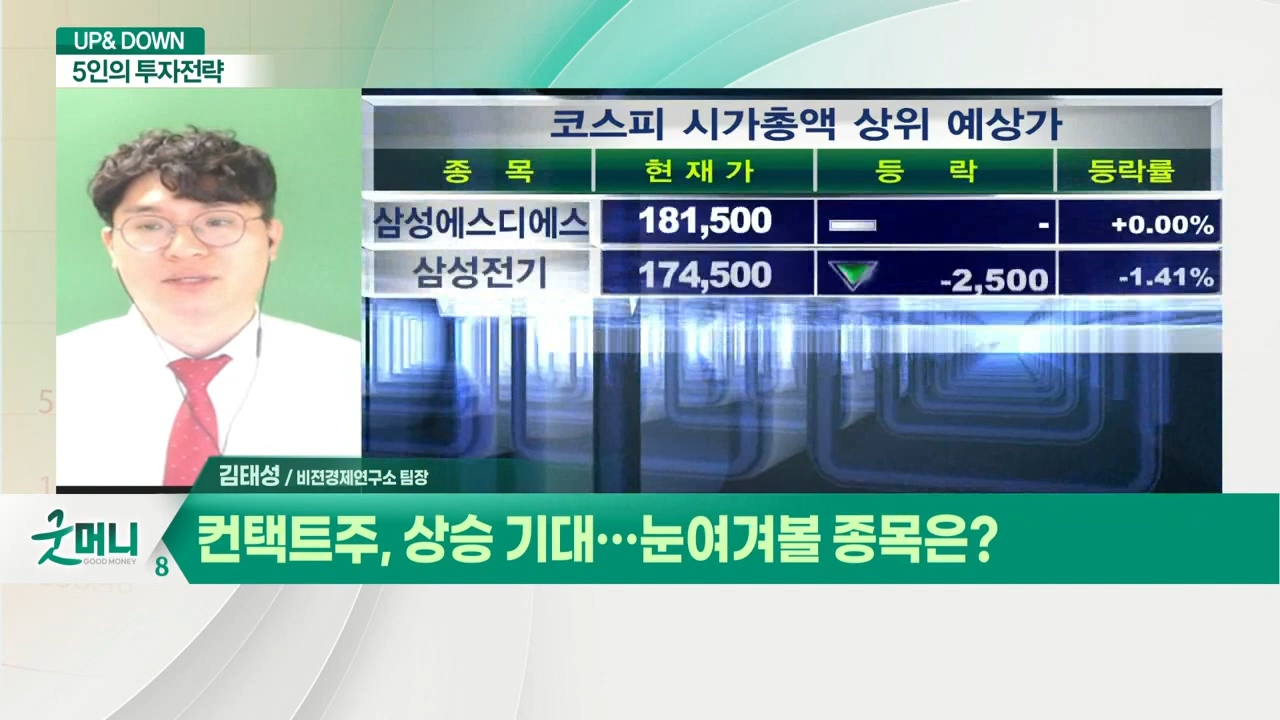 UP& DOWN
5인의 투자전략
코스피 시가총액 상위 예상가
종 목 현 재 가 등 락 등락률
삼성에스디에스 181,500 - +0.00%
삼성전기 174,500 -2,500 -1.41%
김태성 / 비젼경제연구소 팀장
굿머니
GOOD MONEY
8
컨택트주, 상승 기대…눈여겨볼 종목은?
5
1